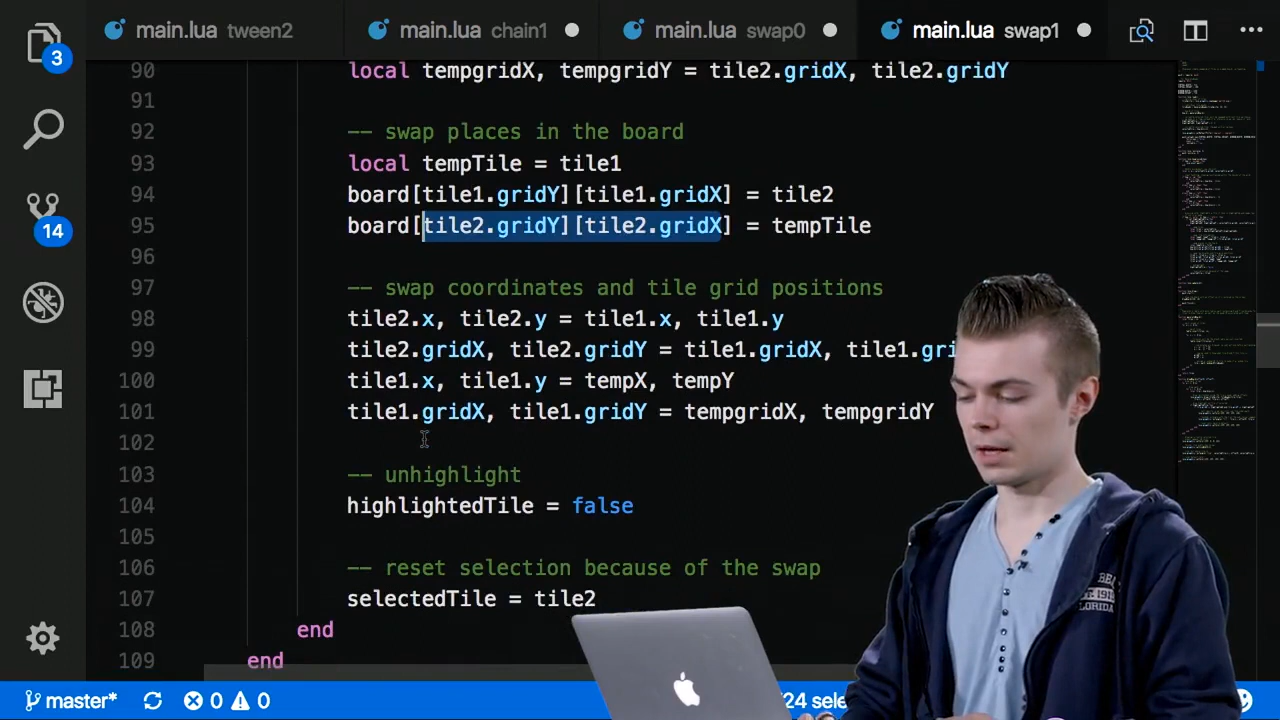 3
main.lua tween2
main.lua chain1
main.lua swap0
main.lua swap1
90 local tempgridX, tempgridY = tile2.gridX, tile2.gridY
91
92 -- swap places in the board
93 local tempTile = tile1
94 board[tile1.gridY][tile1.gridX] = tile2
95 board[tile2.gridY][tile2.gridX] = tempTile
96
97 -- swap coordinates and tile grid positions
98 tile2.x, tile2.y = tile1.x, tile1.y
99 tile2.gridX, tile2.gridY = tile1.gridX, tile1.gri
100 tile1.x, tile1.y = tempX, tempY
101 tile1.gridX, tile1.gridY = tempgridX, tempgridY
102
103 -- unhighlight
104 highlightedTile = false
105
106 -- reset selection because of the swap
107 selectedTile = tile2
108 end
109 end
14
master* 0 0 24 sele
FLORIDA